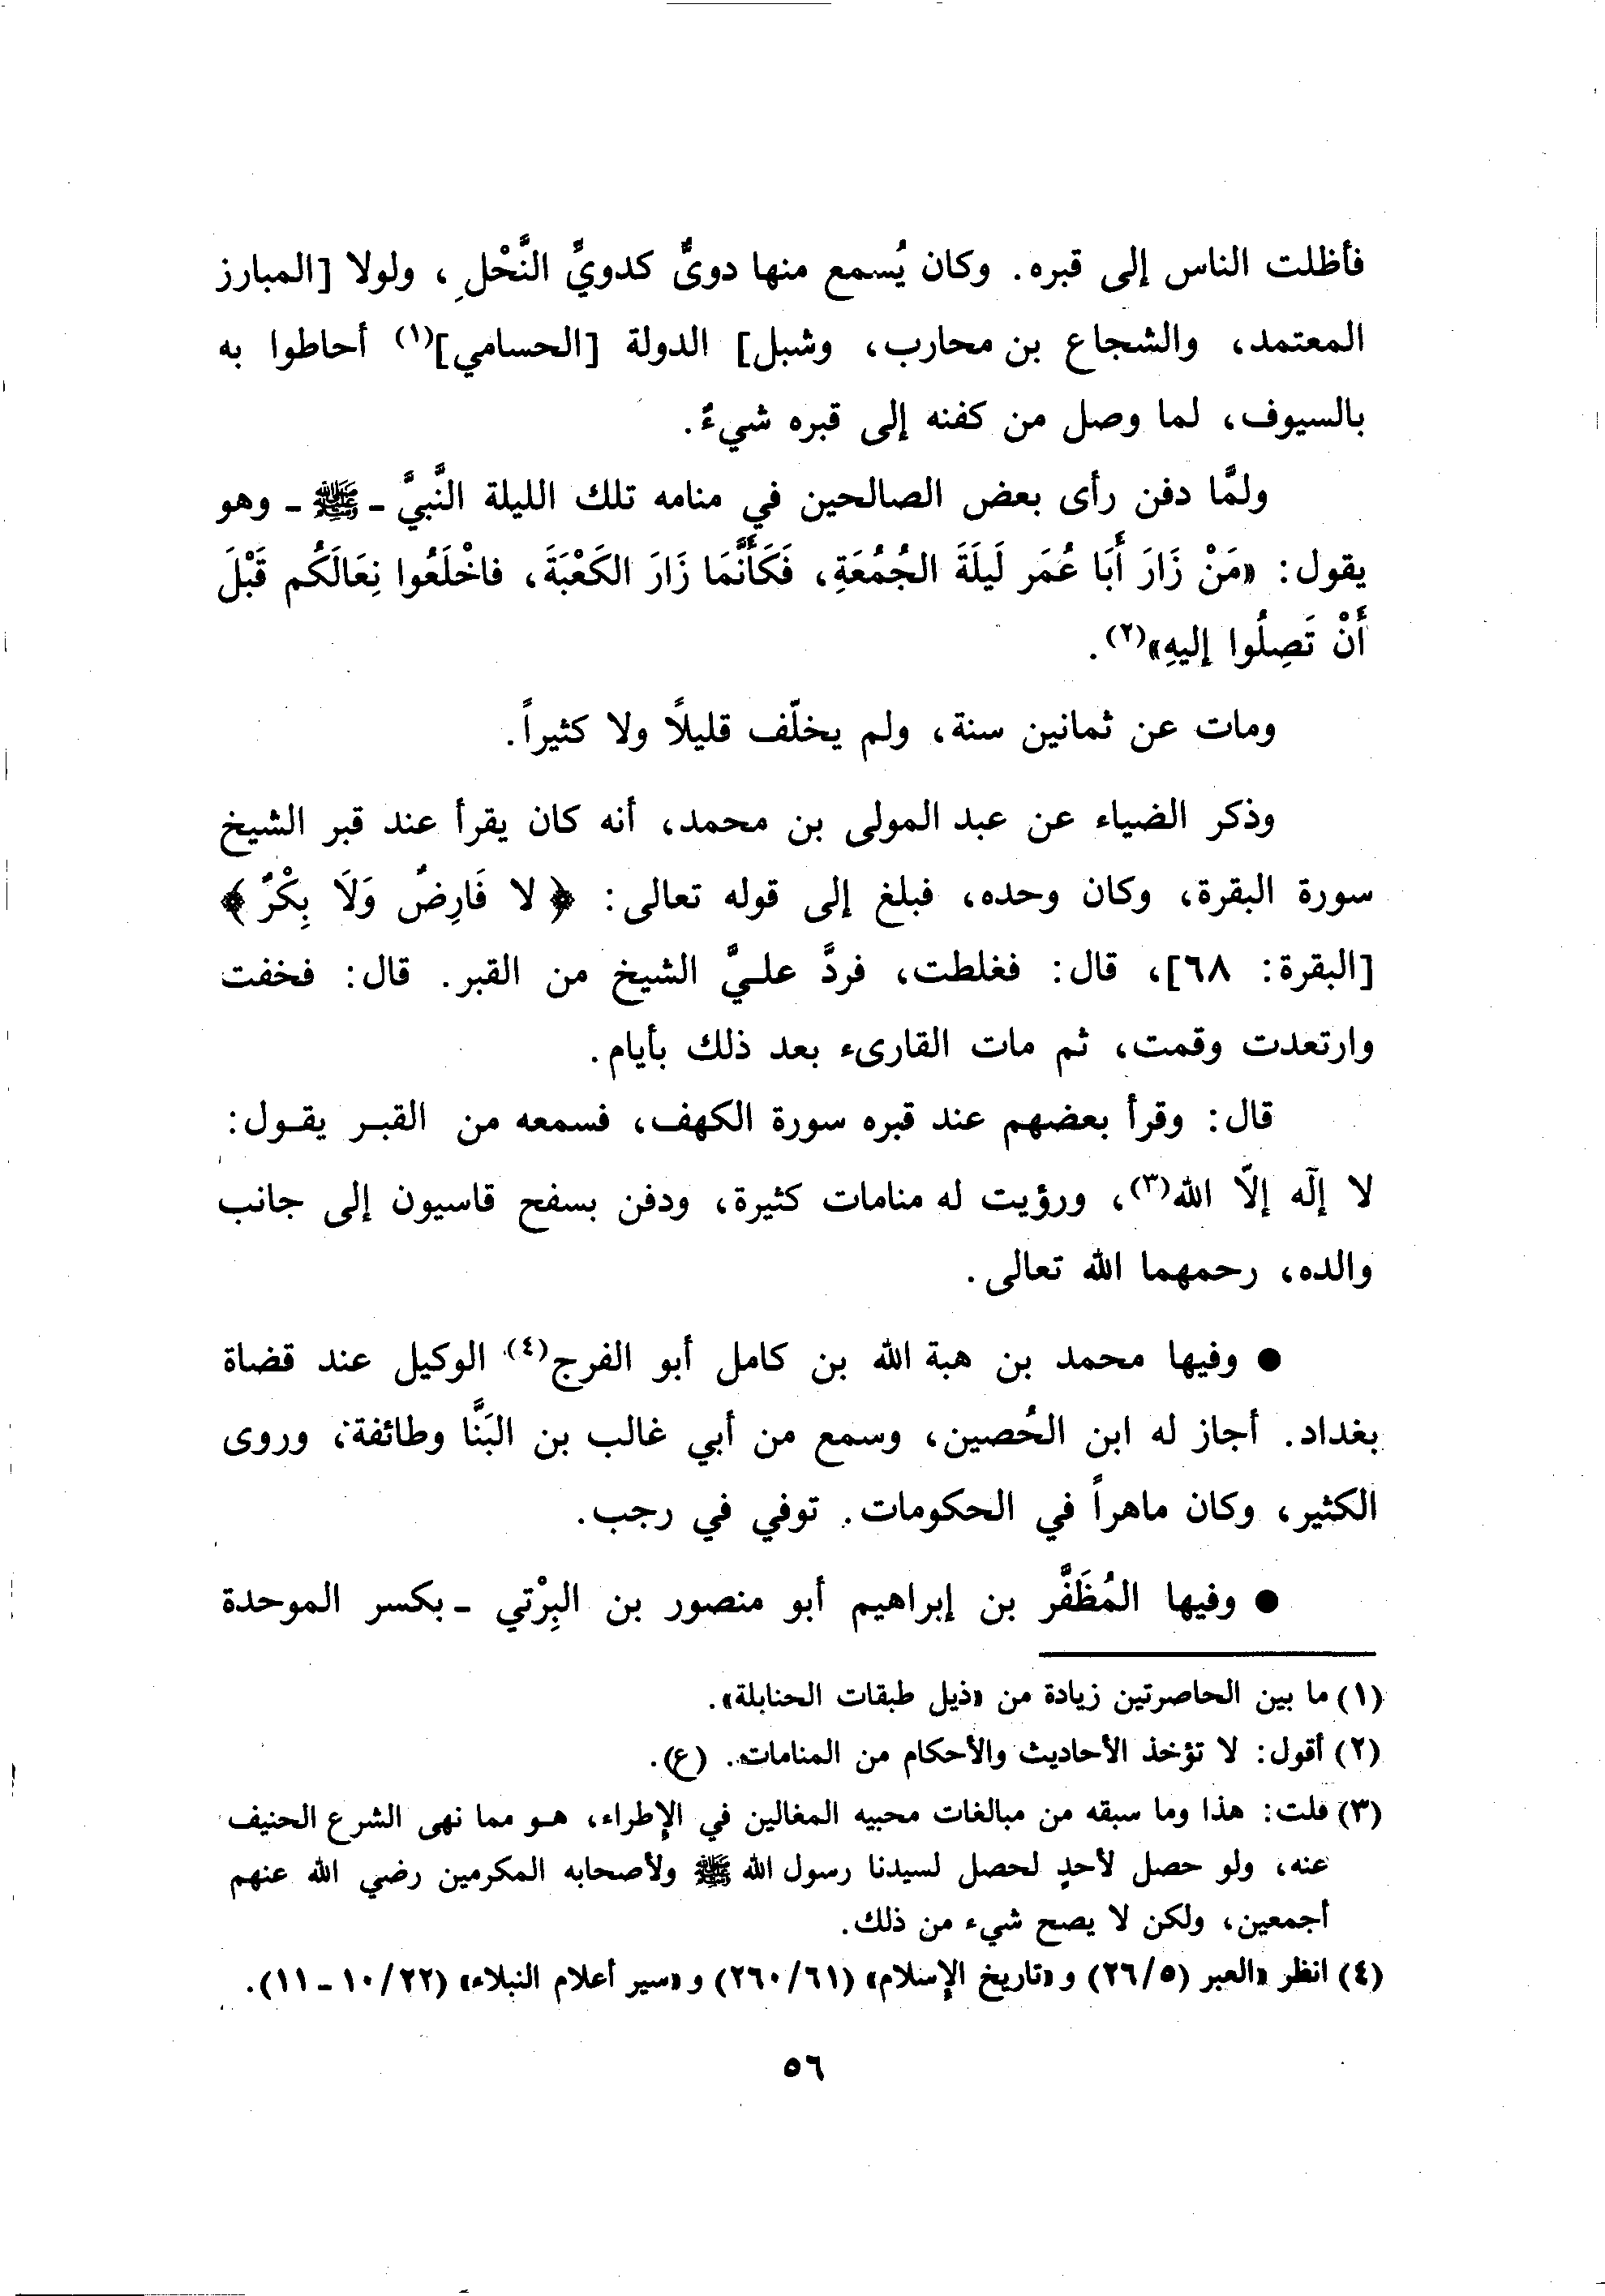 فأظلت الناس إلى قبره. وكان يُسمع منها دويٌّ كدويِّ النَّحْلِ، ولولا [المبارز
المعتمد، والشجاع بن محارب، وشبل] الدولة [الحسامي](١) أحاطوا به
بالسيوف، لما وصل من كفنه إلى قبره شيءٌ.
ولمَّا دفن رأى بعض الصالحين في منامه تلك الليلة النَّبيَّ - ﷺ - وهو
يقول: «مَنْ زَارَ أَبَا عُمَر لَيلَةَ الجُمُعَةِ، فَكَأَنَّمَا زَارَ الكَعْبَةَ، فاخْلَعُوا نِعَالَكُم قَبْلَ
أَنْ تَصِلُوا إليهِ»(٢).
ومات عن ثمانين سنة، ولم يخلّف قليلاً ولا كثيراً.
وذكر الضياء عن عبد المولى بن محمد، أنه كان يقرأ عند قبر الشيخ
سورة البقرة، وكان وحده، فبلغ إلى قوله تعالى: ﴿لا فَارِضٌ وَلَا بِكْرٌ﴾
[البقرة: ٦٨]، قال: فغلطت، فردَّ عليَّ الشيخ من القبر. قال: فخفت
وارتعدت وقمت، ثم مات القارىء بعد ذلك بأيام.
قال: وقرأ بعضهم عند قبره سورة الكهف، فسمعه من القبر يقول:
لا إلٓه إلّا الله(٣)، ورؤيت له منامات كثيرة، ودفن بسفح قاسيون إلى جانب
والده، رحمهما الله تعالى.
● وفيها محمد بن هبة الله بن كامل أبو الفرج(٤) الوكيل عند قضاة
بغداد. أجاز له ابن الحُصين، وسمع من أبي غالب بن البَنَّا وطائفة، وروى
الكثير، وكان ماهراً في الحكومات. توفي في رجب.
● وفيها المُظَفَّر بن إبراهيم أبو منصور بن البِرْتي - بكسر الموحدة
(١) ما بين الحاصرتين زيادة من «ذيل طبقات الحنابلة».
(٢) أقول: لا تؤخذ الأحاديث والأحكام من المنامات. (ع).
(٣) قلت: هذا وما سبقه من مبالغات محبيه المغالين في الإطراء، هو مما نهى الشرع الحنيف
عنه، ولو حصل لأحدٍ لحصل لسيدنا رسول الله ﷺ ولأصحابه المكرمين رضي الله عنهم
أجمعين، ولكن لا يصح شيء من ذلك.
(٤) انظر «العبر (٢٦/٥) و«تاريخ الإسلام» (٢٦٠/٦١) و«سير أعلام النبلاء» (١٠/٢٢ - ١١).
٥٦